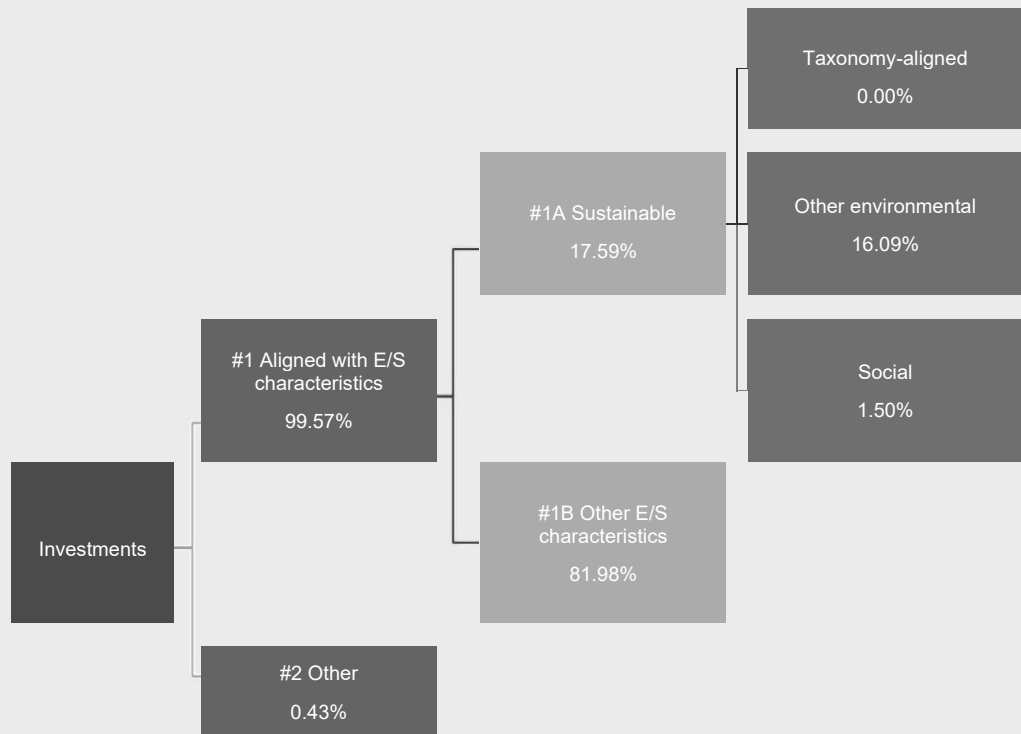 Taxonomy-aligned
0.00%
#1A Sustainable
17.59%
Other environmental
16.09%
#1 Aligned with E/S
characteristics
99.57%
Social
1.50%
Investments
#1B Other E/S
characteristics
81.98%
#2 Other
0.43%